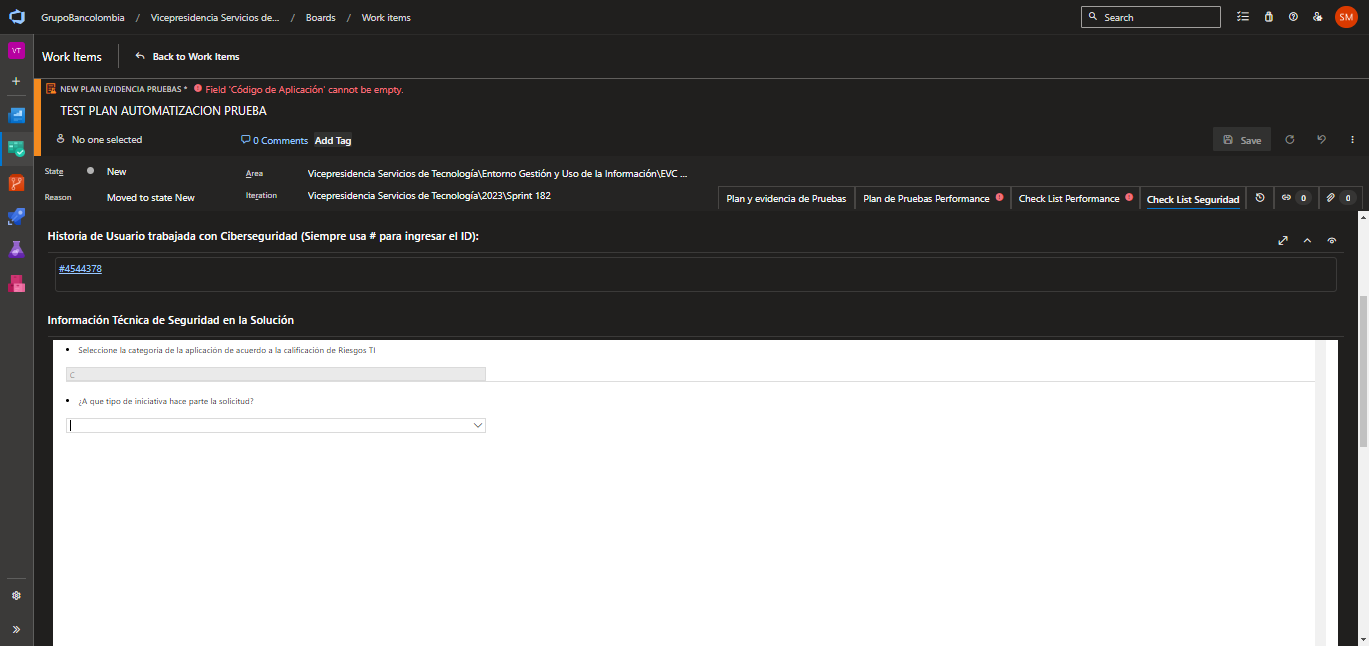 GrupoBancolombia / Vicepresidencia Servicios de... / Boards / Work items
Search
SM
VT
Work Items
Back to Work Items
NEW PLAN EVIDENCIA PRUEBAS * Field 'Código de Aplicación' cannot be empty.
TEST PLAN AUTOMATIZACION PRUEBA
No one selected
0 Comments
Add Tag
Save
State
New
Area
Vicepresidencia Servicios de Tecnología\Entorno Gestión y Uso de la Información\EVC ...
Reason
Moved to state New
Iteration
Vicepresidencia Servicios de Tecnología\2023\Sprint 182
Plan y evidencia de Pruebas
Plan de Pruebas Performance
Check List Performance
Check List Seguridad
0
0
Historia de Usuario trabajada con Ciberseguridad (Siempre usa # para ingresar el ID):
#4544378
Información Técnica de Seguridad en la Solución
• Seleccione la categoria de la aplicación de acuerdo a la calificación de Riesgos TI
C
• ¿A que tipo de iniciativa hace parte la solicitud?